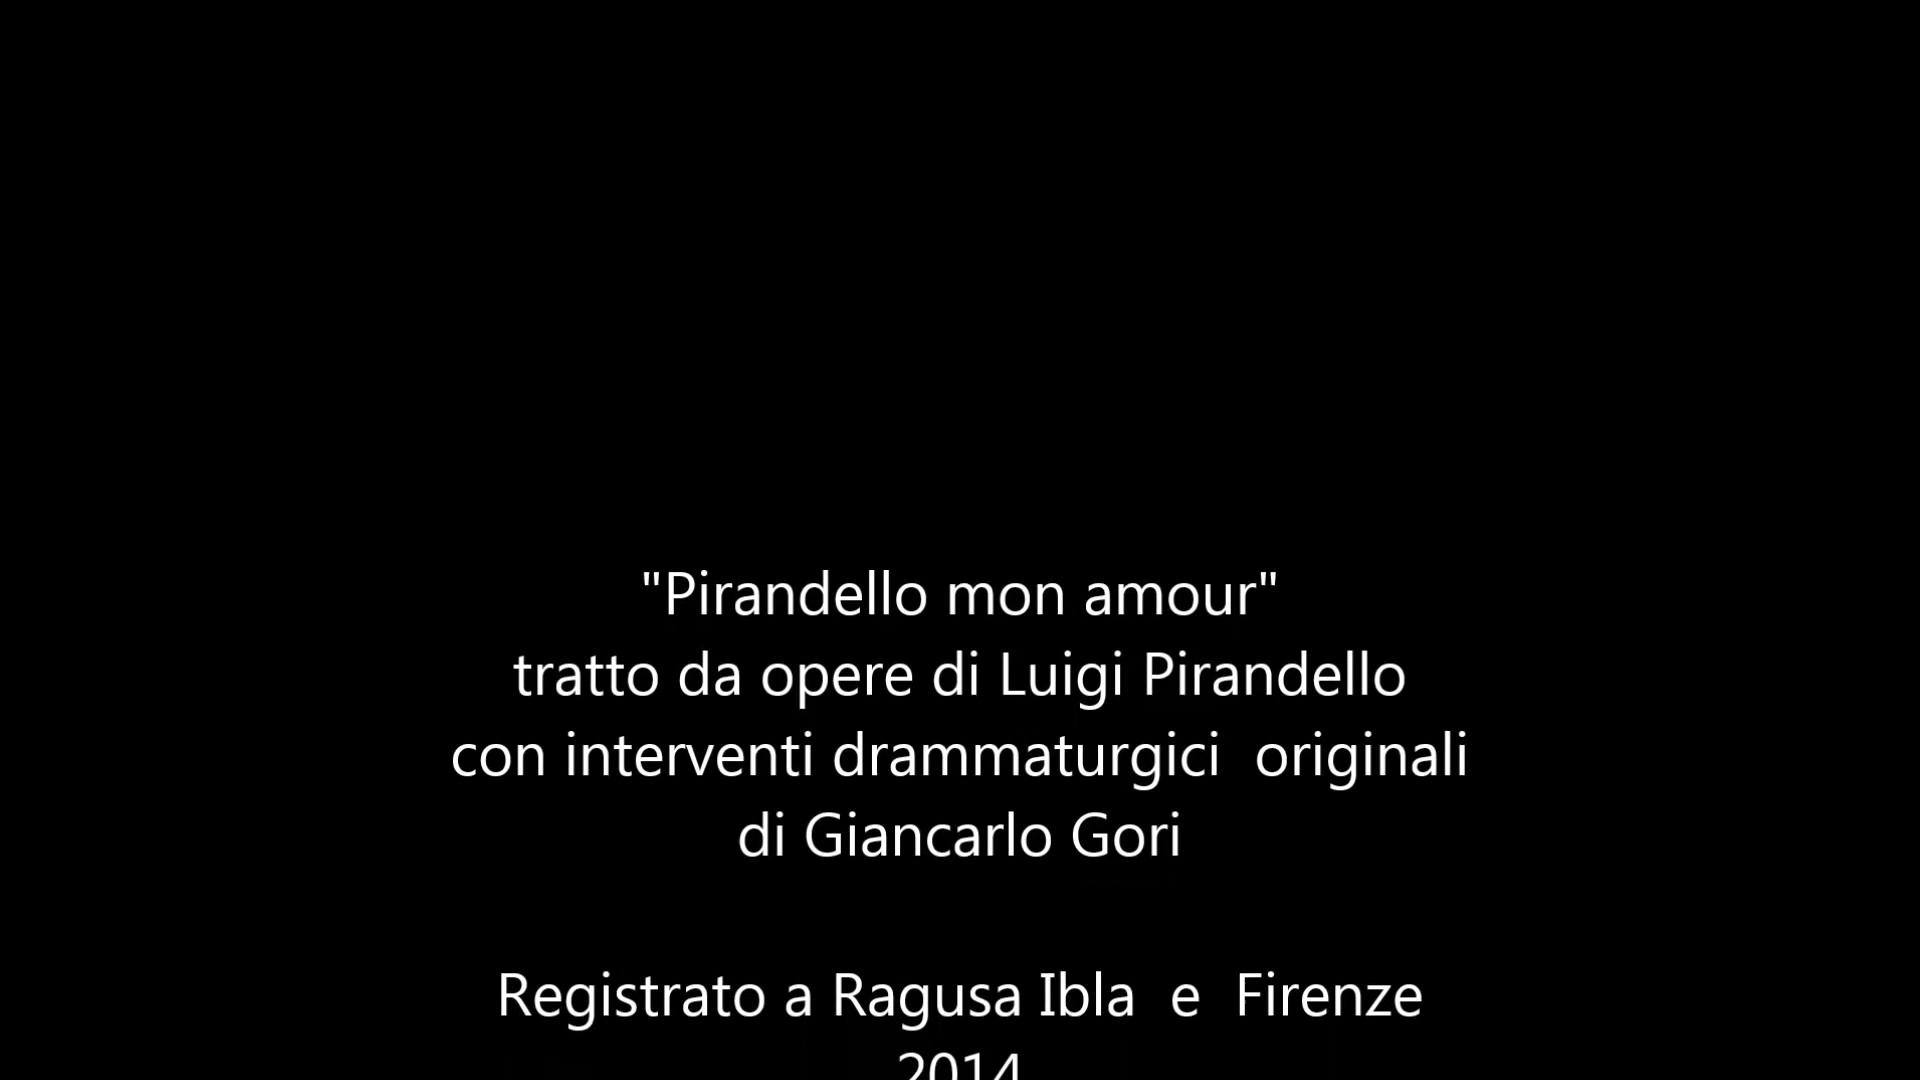 "Pirandello mon amour"
tratto da opere di Luigi Pirandello
con interventi drammaturgici  originali
di Giancarlo Gori
Registrato a Ragusa Ibla  e  Firenze
2014